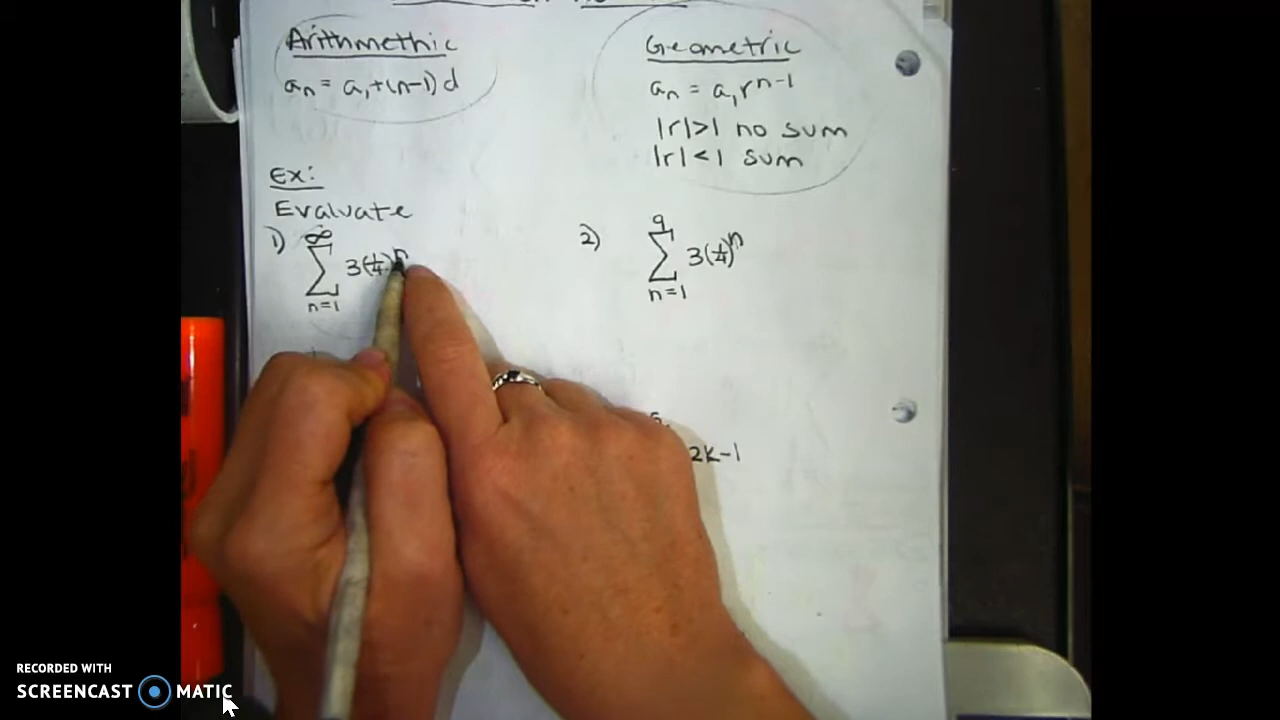 Arithmethic
aₙ = a₁+(n-1)d
Geometric
aₙ = a₁rⁿ⁻¹
|r|>1 no sum
|r|<1 sum
Ex:
Evaluate
1) ∞ ∑ n=1 3(1/4)ⁿ
2) 9 ∑ n=1 3(1/4)ⁿ
2k-1
RECORDED WITH
SCREENCAST MATIC